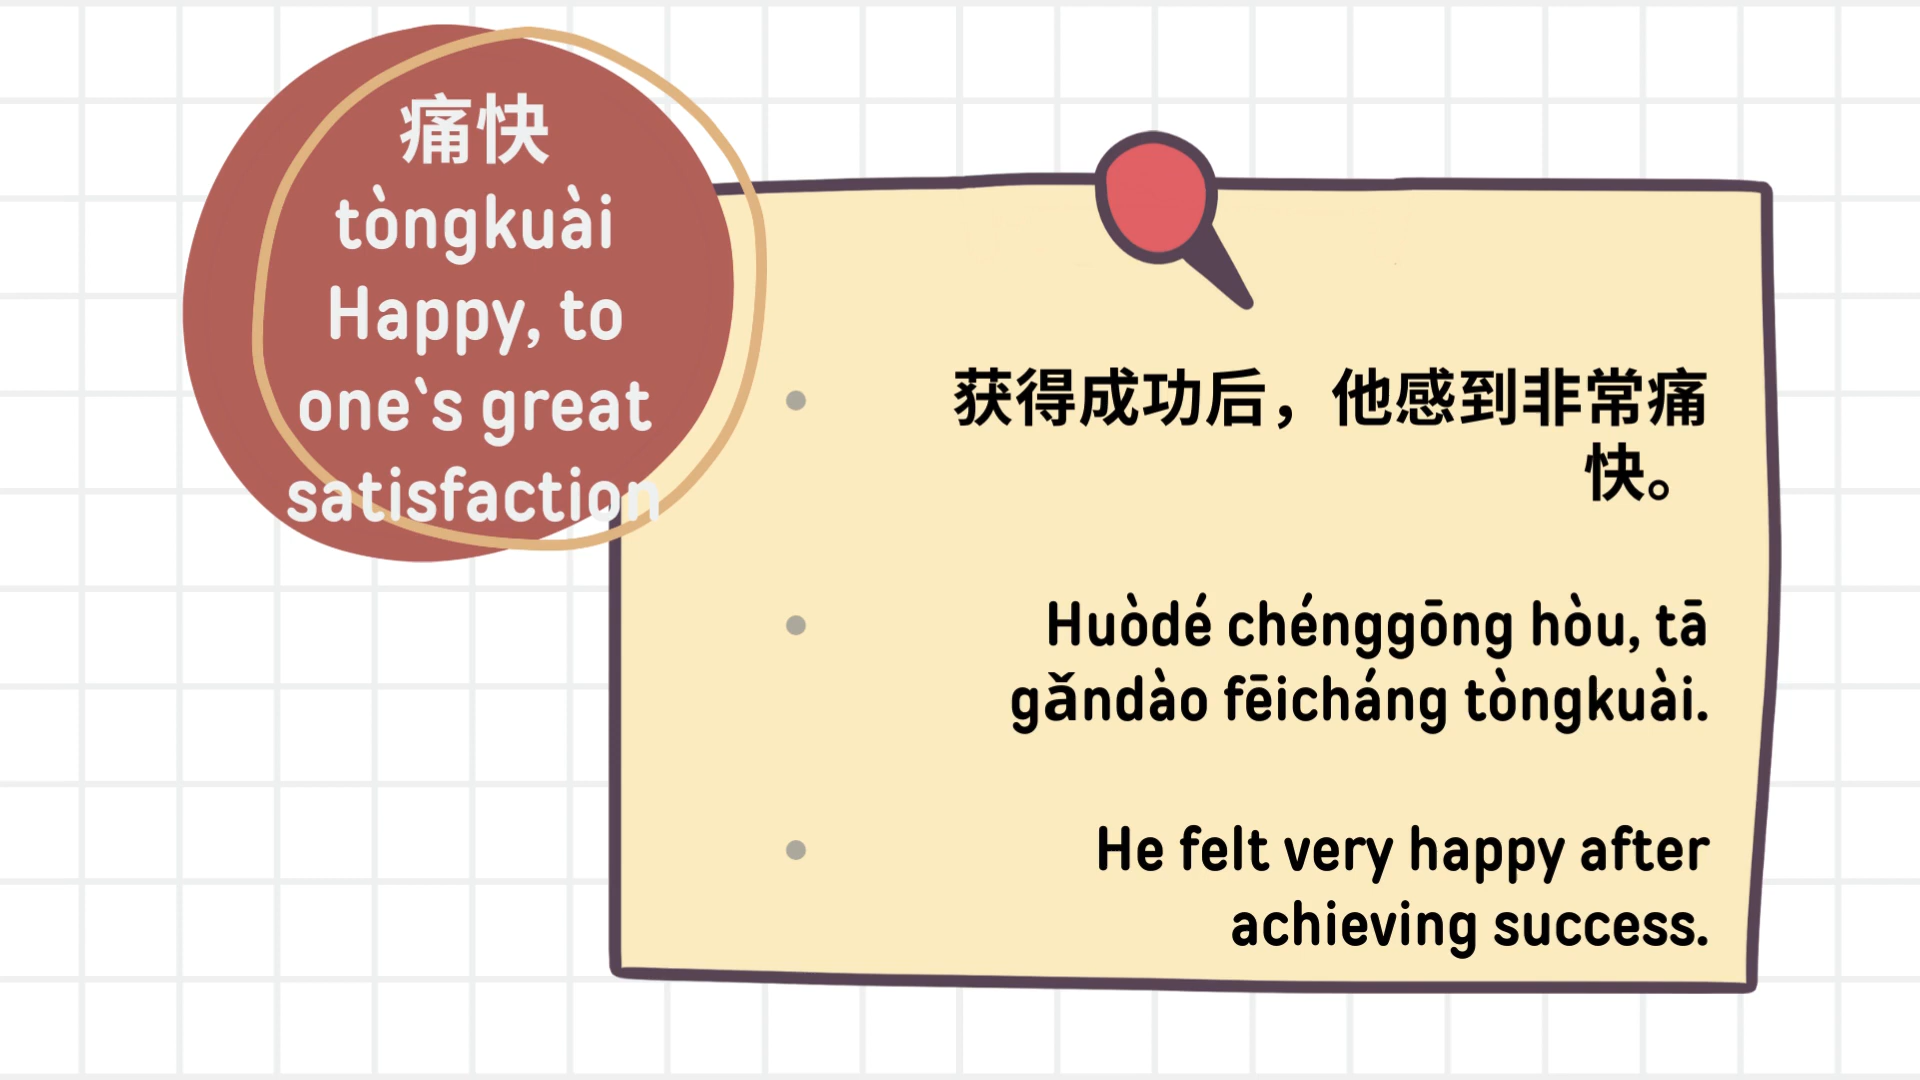 痛快
tòngkuài
Happy, to
one`s great
satisfaction
获得成功后，他感到非常痛
快。
Huòdé chénggōng hòu, tā
gǎndào fēicháng tòngkuài.
He felt very happy after
achieving success.